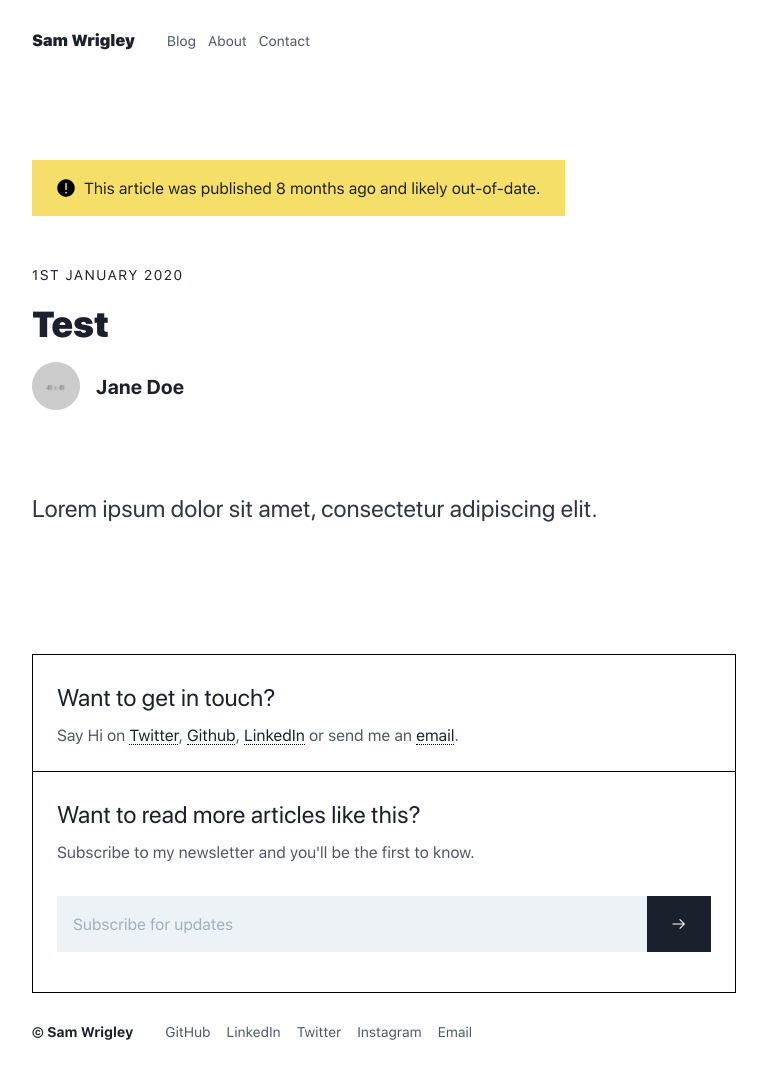 Sam Wrigley Blog About Contact
This article was published 8 months ago and likely out-of-date.
1ST JANUARY 2020
Test
Jane Doe
Lorem ipsum dolor sit amet, consectetur adipiscing elit.
Want to get in touch?
Say Hi on Twitter, Github, LinkedIn or send me an email.
Want to read more articles like this?
Subscribe to my newsletter and you'll be the first to know.
Subscribe for updates
© Sam Wrigley GitHub LinkedIn Twitter Instagram Email